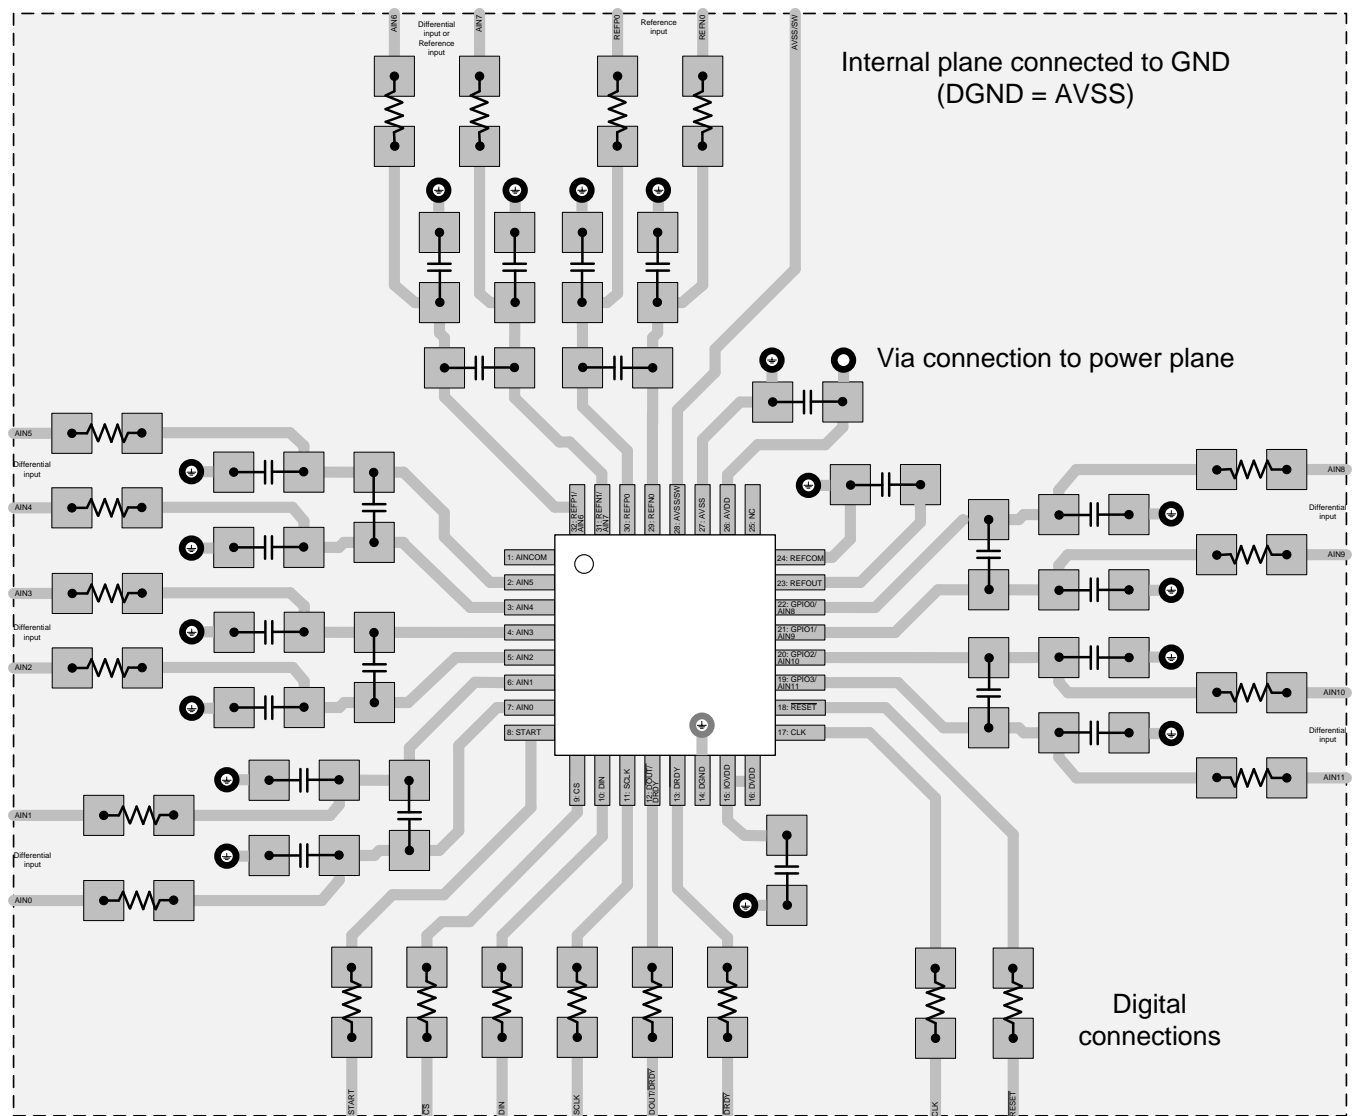 AIN6
Differential
input or
Reference
input
AIN7
REFP0
Reference
input
REFN0
AVSS/SW
Internal plane connected to GND
(DGND = AVSS)
Via connection to power plane
AIN5
Differential
input
AIN4
AIN3
Differential
input
AIN2
AIN1
Differential
input
AIN0
AIN8
Differential
input
AIN9
AIN10
Differential
input
AIN11
32: REFP1/
AIN6
31: REFN1/
AIN7
30: REFP0
29: REFN0
28: AVSS/SW
27: AVSS
26: AVDD
25: NC
1: AINCOM
2: AIN5
3: AIN4
4: AIN3
5: AIN2
6: AIN1
7: AIN0
8: START
24: REFCOM
23: REFOUT
22: GPIO0/
AIN8
21: GPIO1/
AIN9
20: GPIO2/
AIN10
19: GPIO3/
AIN11
18: RESET
17: CLK
9: CS
10: DIN
11: SCLK
12: DOUT/
DRDY
13: DRDY
14: DGND
15: IOVDD
16: DVDD
Digital
connections
START
CS
DIN
SCLK
DOUT/DRDY
DRDY
CLK
RESET